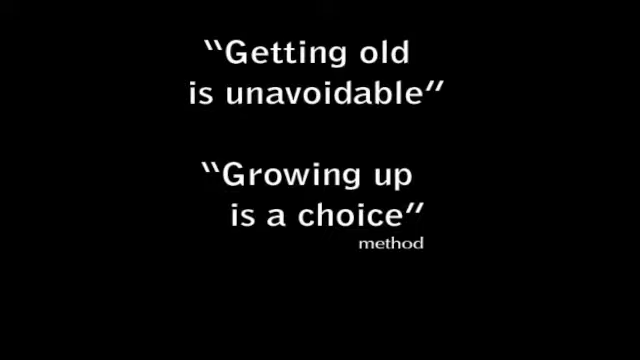 “Getting old
is unavoidable”
“Growing up
is a choice”
method